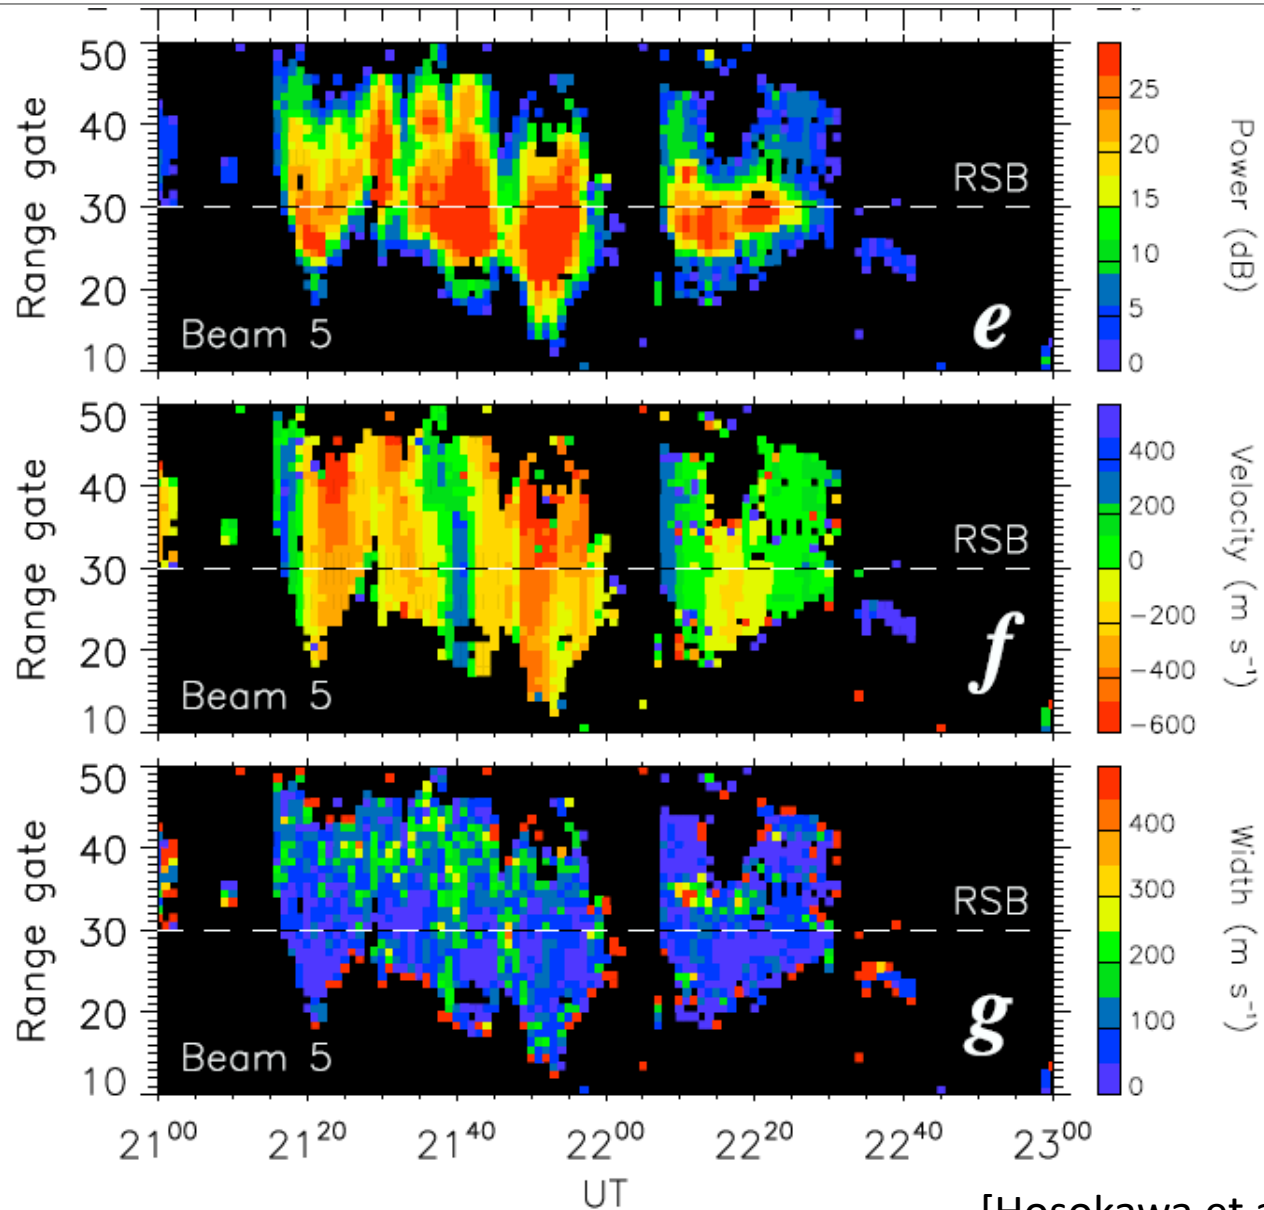 50
40
30
20
10
Range gate
RSB
Beam 5
e
25
20
15
10
5
0
Power (dB)
50
40
30
20
10
Range gate
RSB
Beam 5
f
400
200
0
−200
−400
−600
Velocity (m s⁻¹)
50
40
30
20
10
Range gate
RSB
Beam 5
g
400
300
200
100
0
Width (m s⁻¹)
21⁰⁰ 21²⁰ 21⁴⁰ 22⁰⁰ 22²⁰ 22⁴⁰ 23⁰⁰
UT
[Hosokawa et a